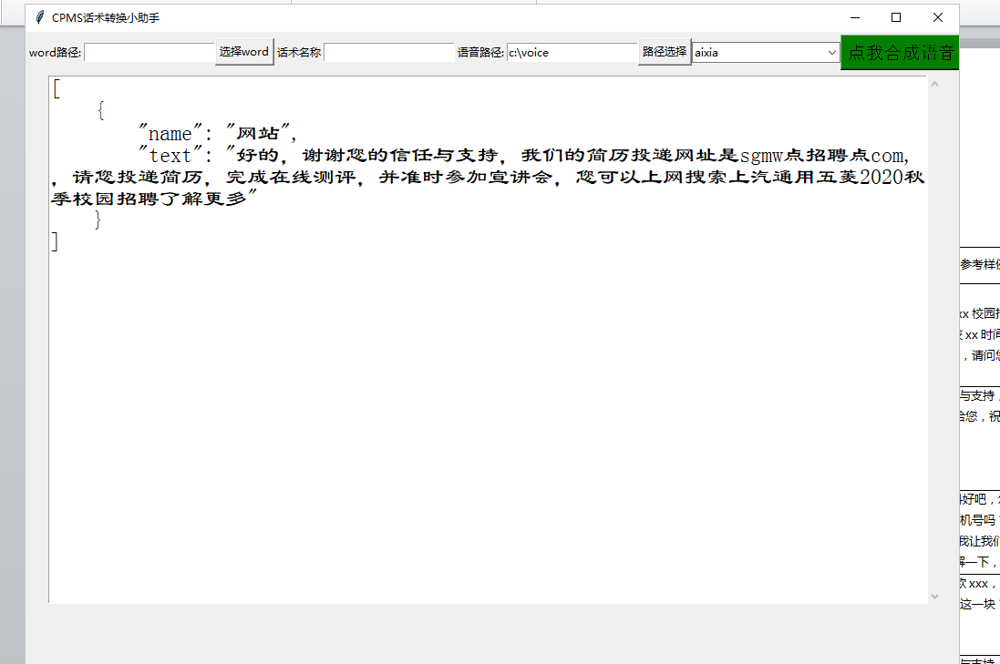 CPMS话术转换小助手
word路径: 选择word 话术名称 语音路径: c:\voice 路径选择 aixia 点我合成语音
[
{
"name": "网站",
"text": "好的，谢谢您的信任与支持，我们的简历投递网址是sgmw点招聘点com,
，请您投递简历，完成在线测评，并准时参加宣讲会，您可以上网搜索上汽通用五菱2020秋
季校园招聘了解更多"
}
]
参考样
xx 校园
xx 时间
，请问
与支持，
给您，祝
好吧，
机号吗
我让我们
解一下，
欢 xxx，
这一块
与支持